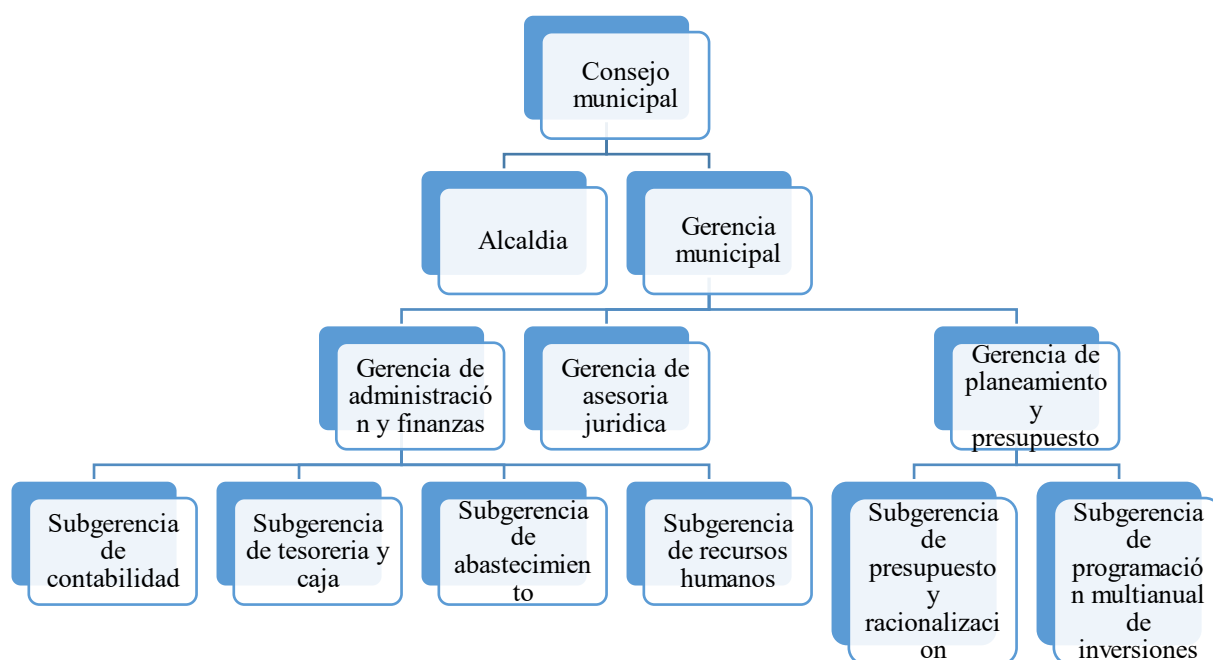 Consejo
municipal
Alcaldia
Gerencia
municipal
Gerencia de
administració
n y finanzas
Gerencia de
asesoria
juridica
Gerencia de
planeamiento
y
presupuesto
Subgerencia
de
contabilidad
Subgerencia
de tesoreria y
caja
Subgerencia
de
abastecimien
to
Subgerencia
de recursos
humanos
Subgerencia
de
presupuesto
y
racionalizaci
on
Subgerencia
de
programació
n multianual
de
inversiones